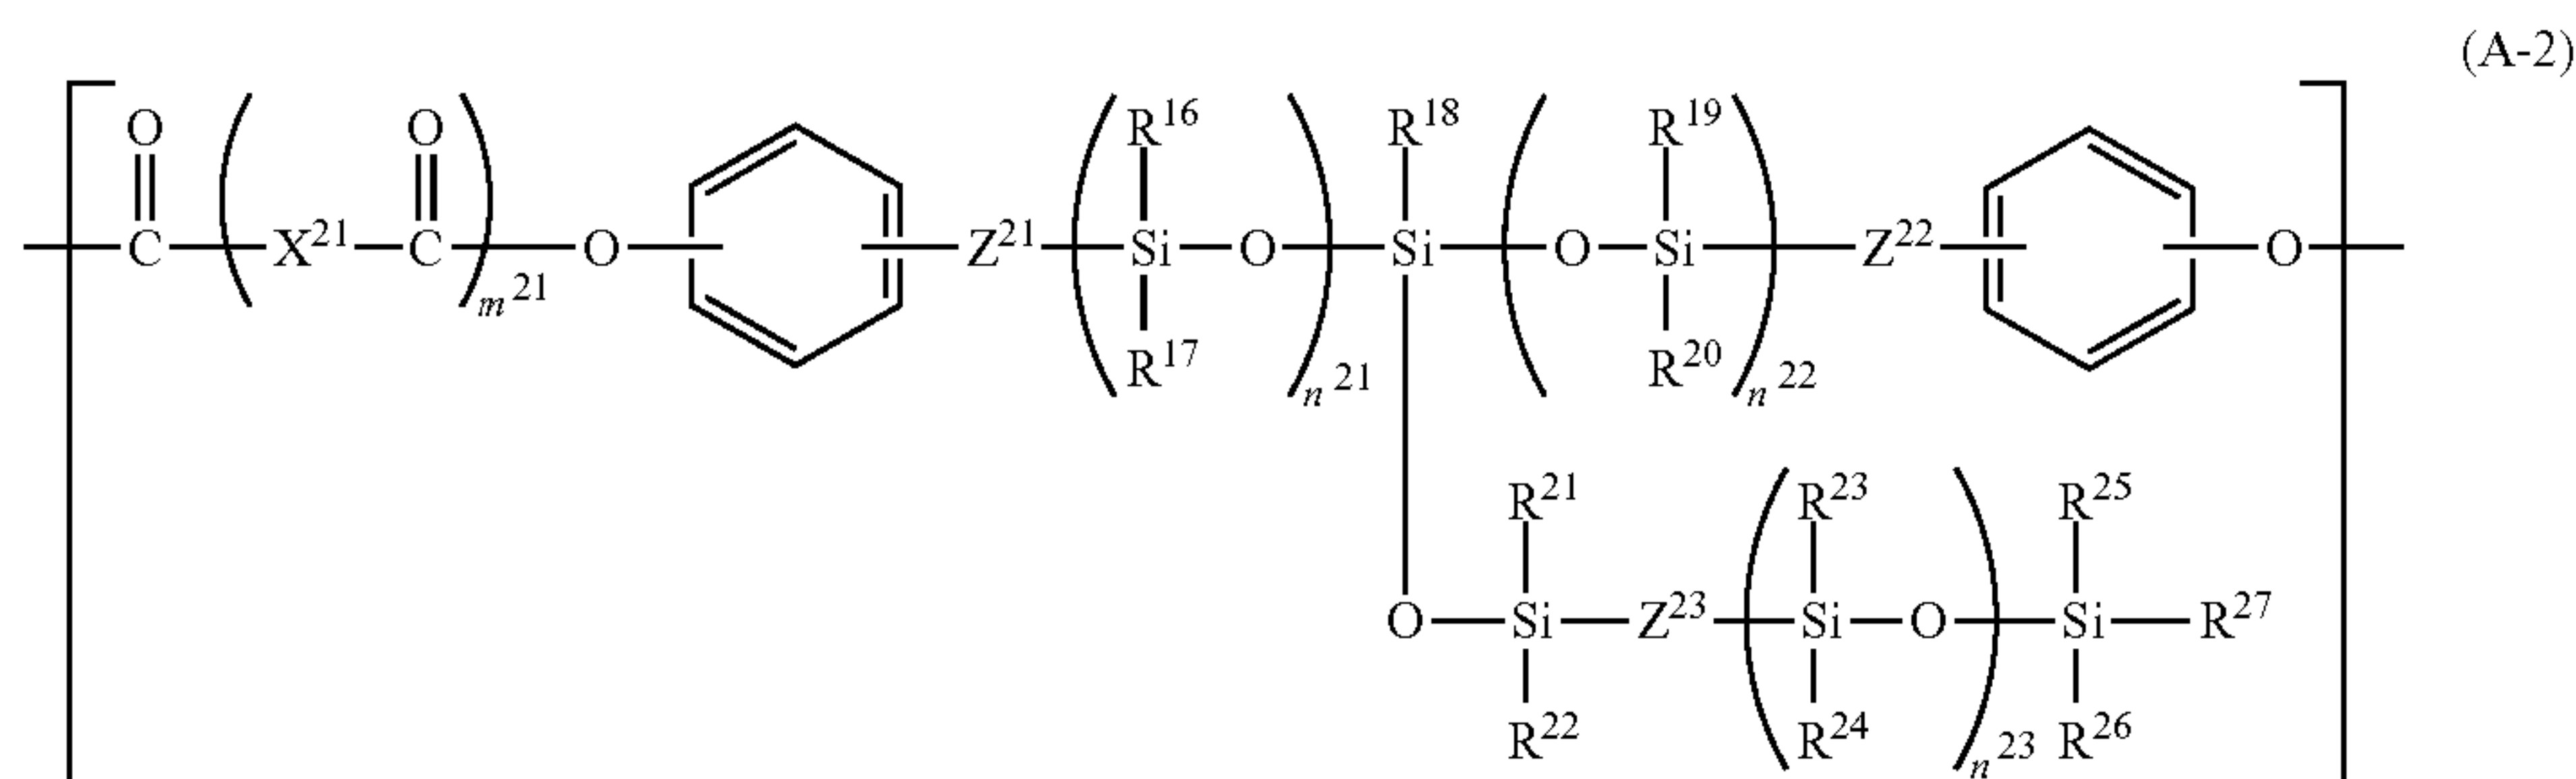 (A-2)
O O R¹⁶ R¹⁸ R¹⁹
C X²¹ C O Z²¹ Si O Si O Si Z²² O
m²¹
R¹⁷ R²⁰
n²¹ n²²
R²¹ R²³ R²⁵
O Si Z²³ Si O Si R²⁷
R²² R²⁴ R²⁶
n²³